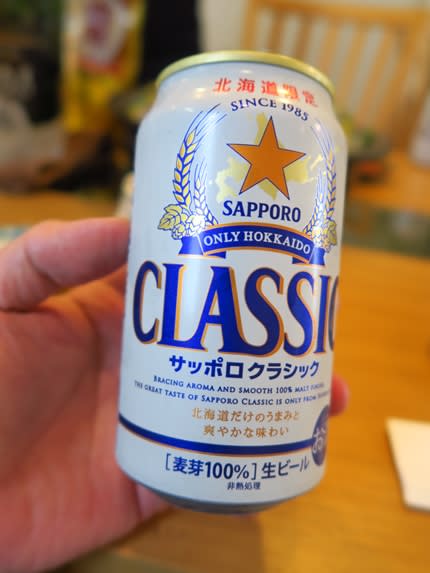 北海道限定
SINCE 1985
SAPPORO
ONLY HOKKAIDO
CLASSIC
サッポロ クラシック
BRACING AROMA AND SMOOTH 100% MALT FINISH.
THE GREAT TASTE OF SAPPORO CLASSIC IS ONLY FROM
北海道だけのうまみと
爽やかな味わい
[麦芽100%]生ビール
非熱処理